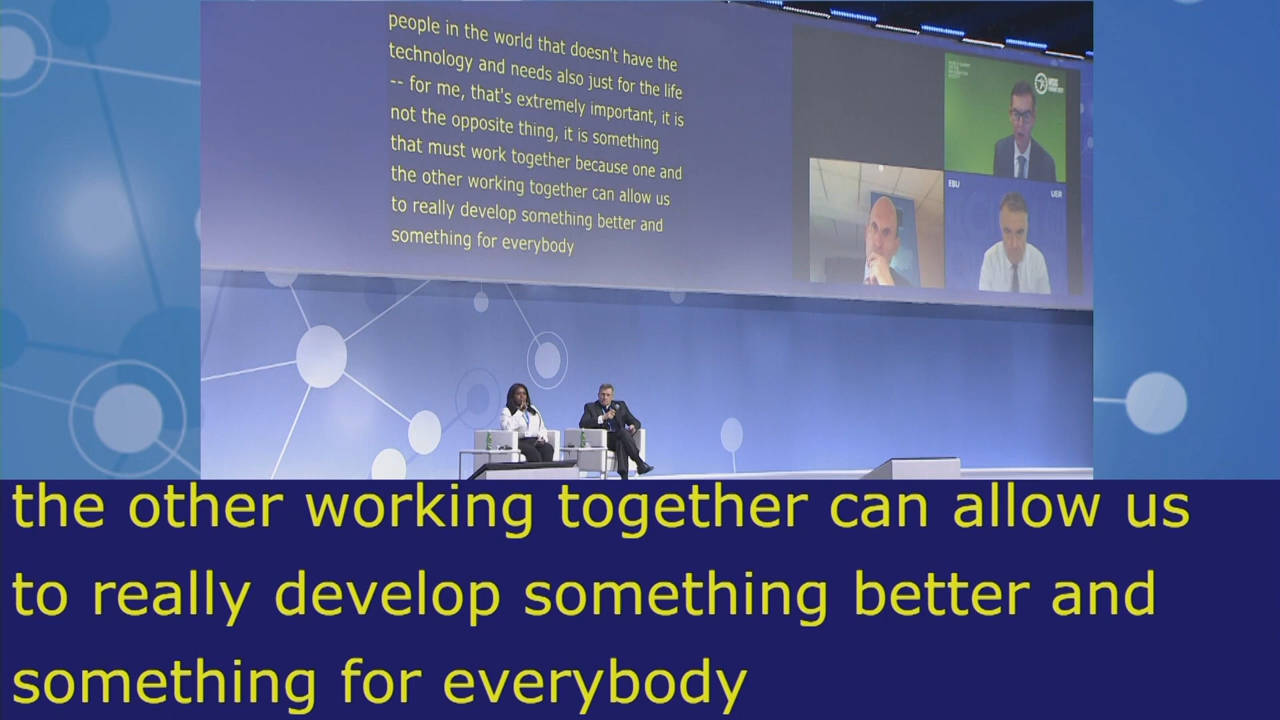 people in the world that doesn't have the
technology and needs also just for the life
-- for me, that's extremely important, it is
not the opposite thing, it is something
that must work together because one and
the other working together can allow us
to really develop something better and
something for everybody
EBU
UER
the other working together can allow us
to really develop something better and
something for everybody